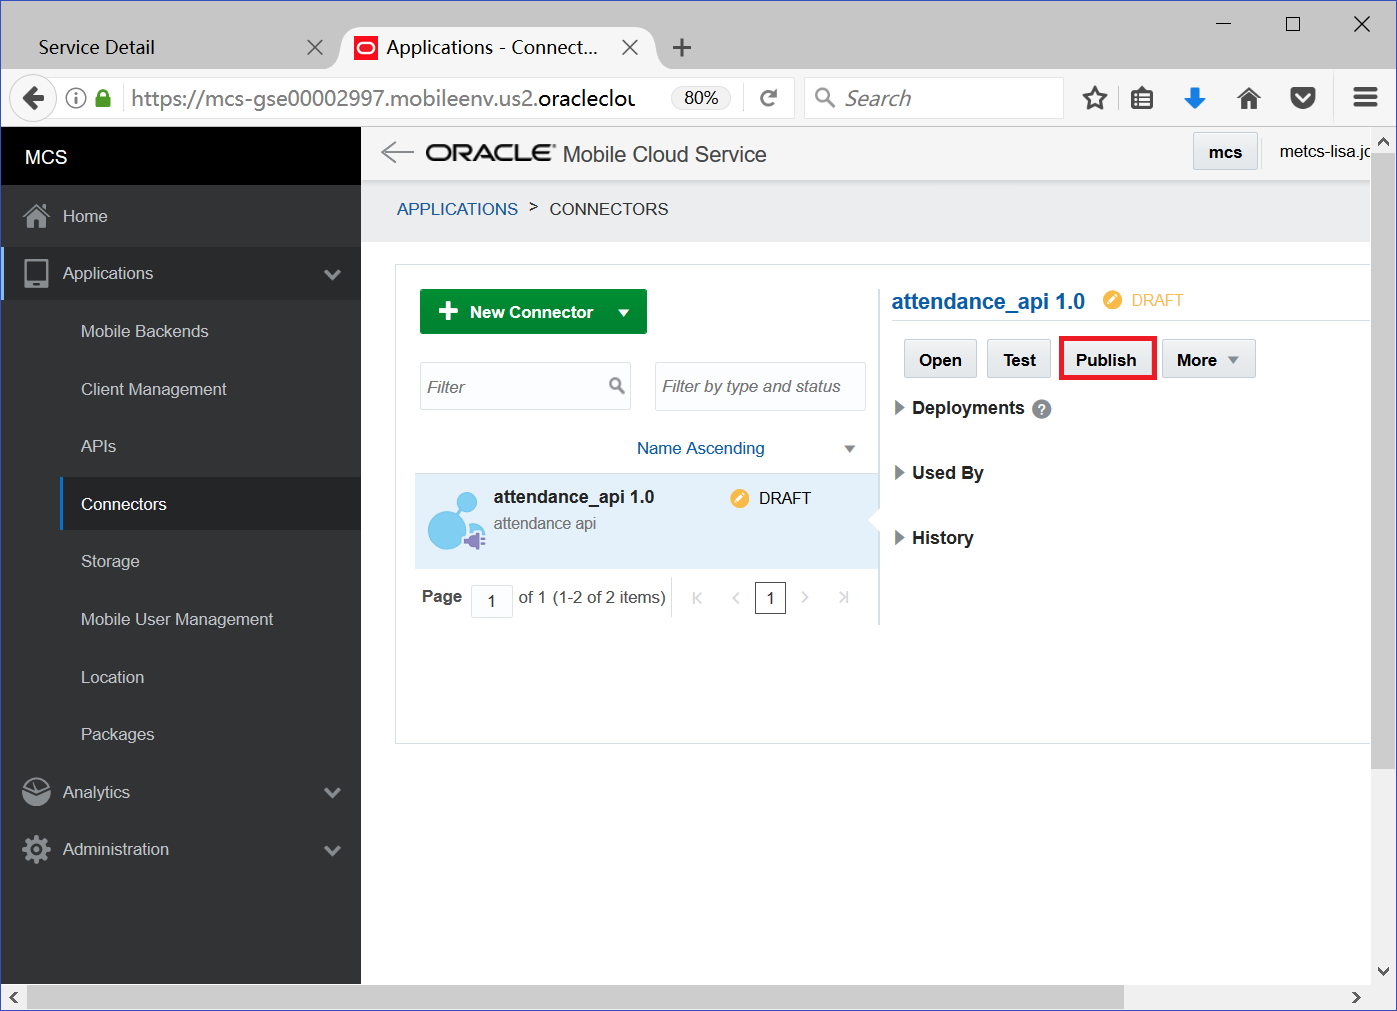 Service Detail
Applications - Connect...
https://mcs-gse00002997.mobileenv.us2.oracleclou
80%
Search
MCS
ORACLE Mobile Cloud Service
mcs
metcs-lisa.jo
Home
APPLICATIONS > CONNECTORS
Applications
Mobile Backends
Client Management
APIs
Connectors
Storage
Mobile User Management
Location
Packages
Analytics
Administration
New Connector
Filter
Filter by type and status
Name Ascending
attendance_api 1.0
DRAFT
attendance api
Page 1 of 1 (1-2 of 2 items)
1
attendance_api 1.0
DRAFT
Open
Test
Publish
More
Deployments ?
Used By
History